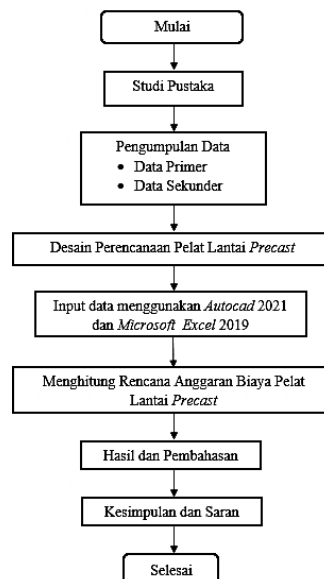 Mulai
Studi Pustaka
Pengumpulan Data
• Data Primer
• Data Sekunder
Desain Perencanaan Pelat Lantai Precast
Input data menggunakan Autocad 2021
dan Microsoft Excel 2019
Menghitung Rencana Anggaran Biaya Pelat
Lantai Precast
Hasil dan Pembahasan
Kesimpulan dan Saran
Selesai